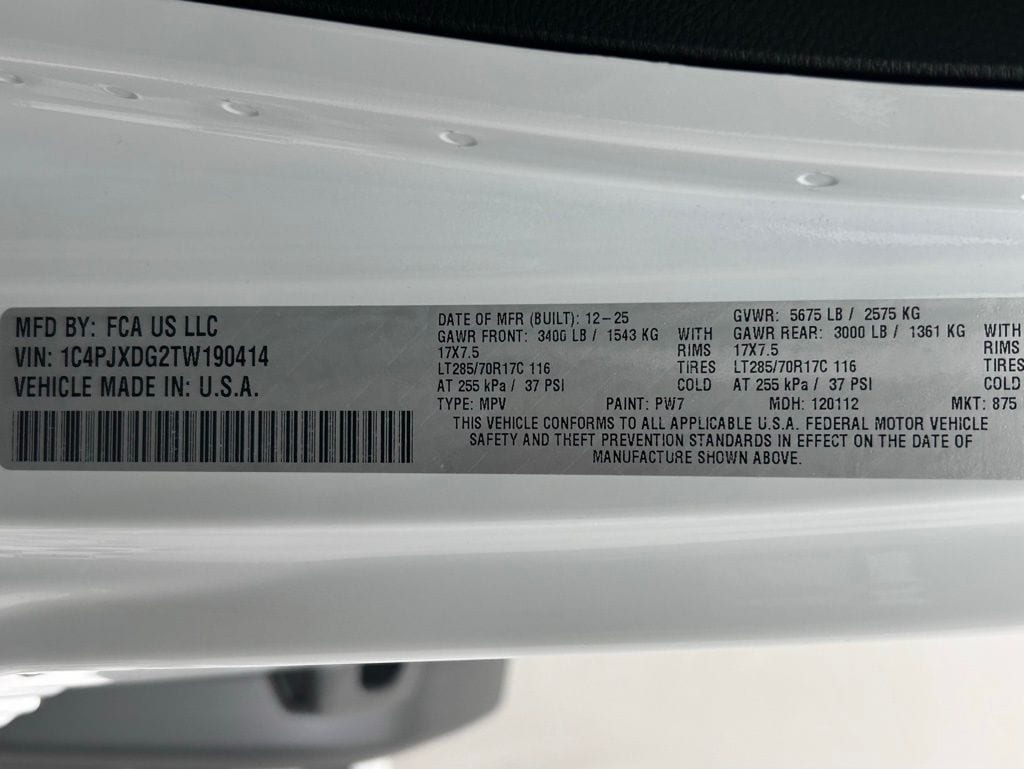 MFD BY: FCA US LLC
VIN: 1C4PJXDG2TW190414
VEHICLE MADE IN: U.S.A.
DATE OF MFR (BUILT): 12-25 GVWR: 5675 LB / 2575 KG
GAWR FRONT: 3400 LB / 1543 KG WITH GAWR REAR: 3000 LB / 1361 KG WITH
17X7.5 RIMS 17X7.5 RIMS
LT285/70R17C 116 TIRES LT285/70R17C 116 TIRES
AT 255 kPa / 37 PSI COLD AT 255 kPa / 37 PSI COLD
TYPE: MPV PAINT: PW7 MDH: 120112 MKT: 875
THIS VEHICLE CONFORMS TO ALL APPLICABLE U.S.A. FEDERAL MOTOR VEHICLE
SAFETY AND THEFT PREVENTION STANDARDS IN EFFECT ON THE DATE OF
MANUFACTURE SHOWN ABOVE.